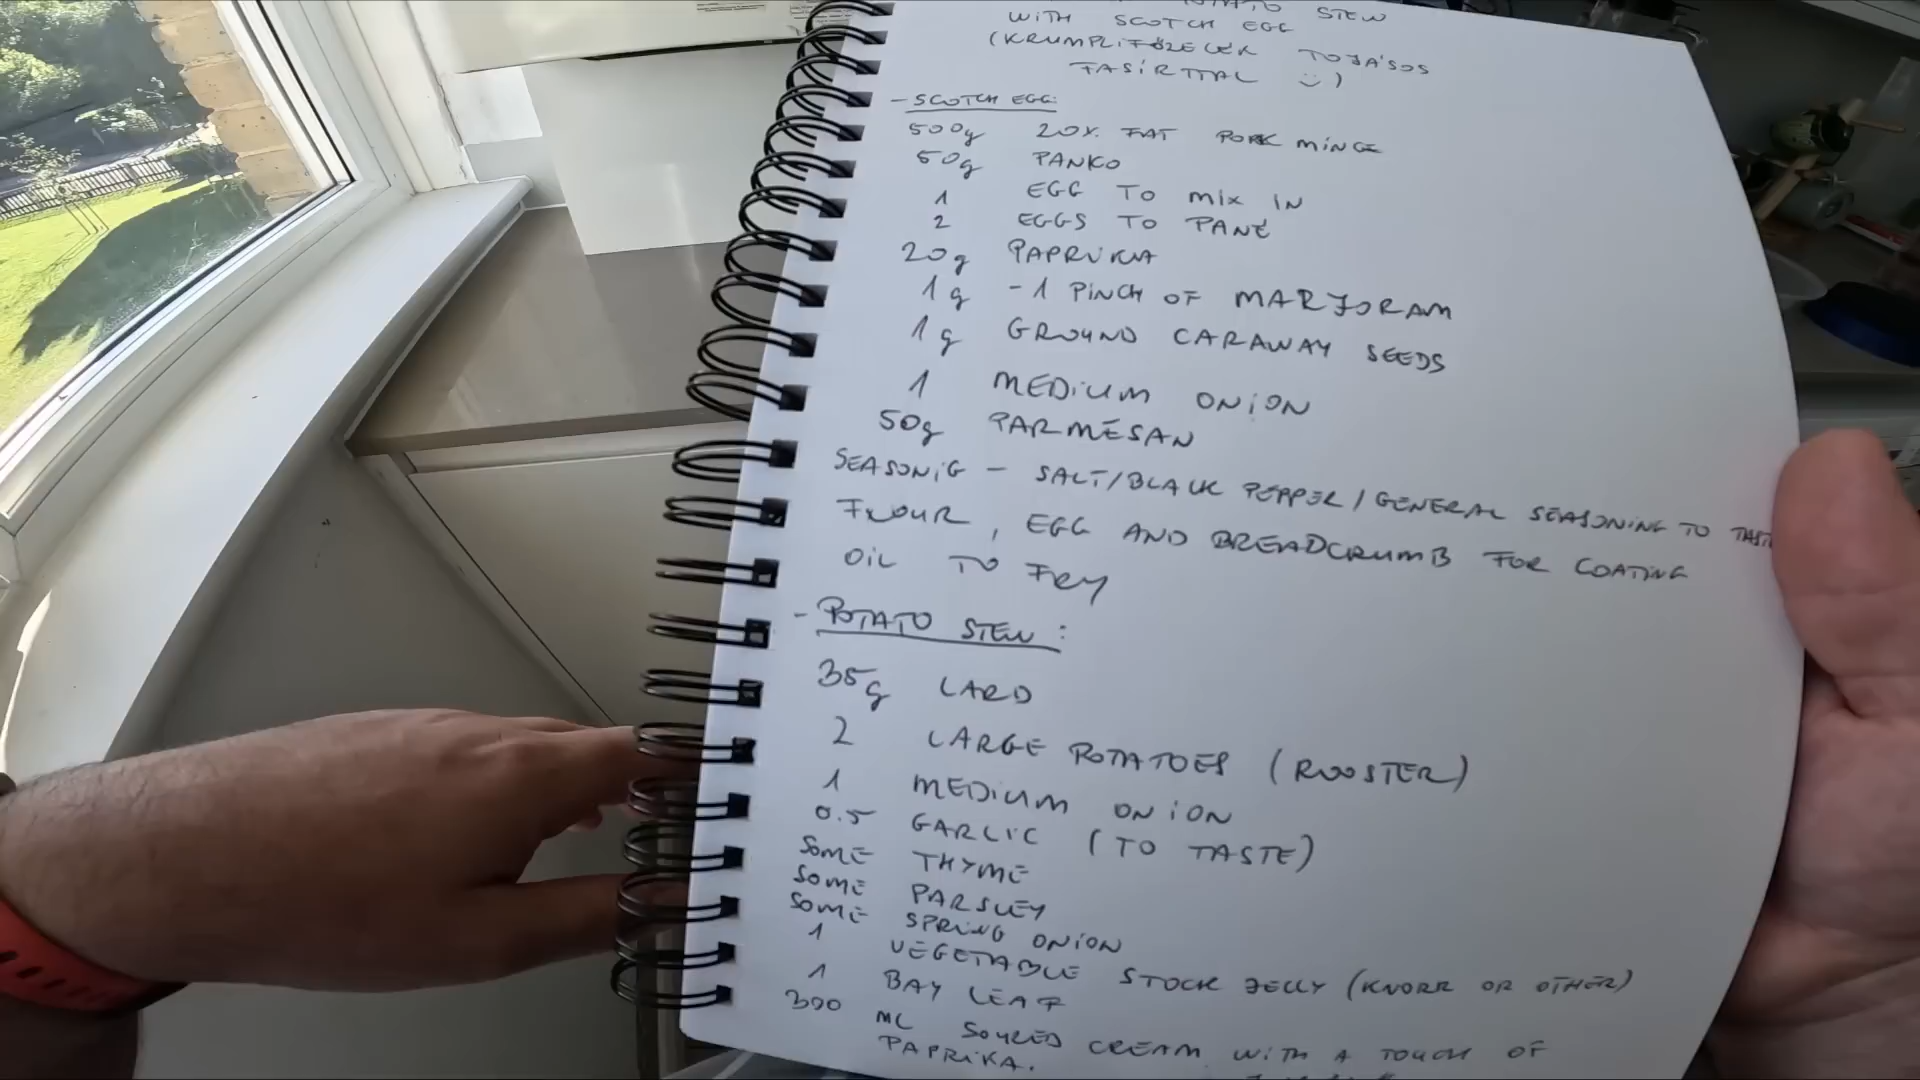 POTATO STEW
WITH SCOTCH EGG
(KRUMPLIFŐZELÉK TOJÁSOS
FASÍRTTAL :))
- SCOTCH EGG:
500g 20% FAT PORK MINCE
50g PANKO
1 EGG TO MIX IN
2 EGGS TO PANÉ
20g PAPRIKA
1g - 1 PINCH OF MARJORAM
1g GROUND CARAWAY SEEDS
1 MEDIUM ONION
50g PARMESAN
SEASONIG - SALT/BLACK PEPPER/GENERAL SEASONING TO TASTE
FLOUR, EGG AND BREADCRUMB FOR COATING
OIL TO FRY
- POTATO STEW:
35g LARD
2 LARGE POTATOES (ROOSTER)
1 MEDIUM ONION
0.5 GARLIC (TO TASTE)
SOME THYME
SOME PARSLEY
SOME SPRING ONION
1 VEGETABLE STOCK JELLY (KNORR OR OTHER)
1 BAY LEAF
300 ML SOURED CREAM WITH A TOUCH OF
PAPRIKA.